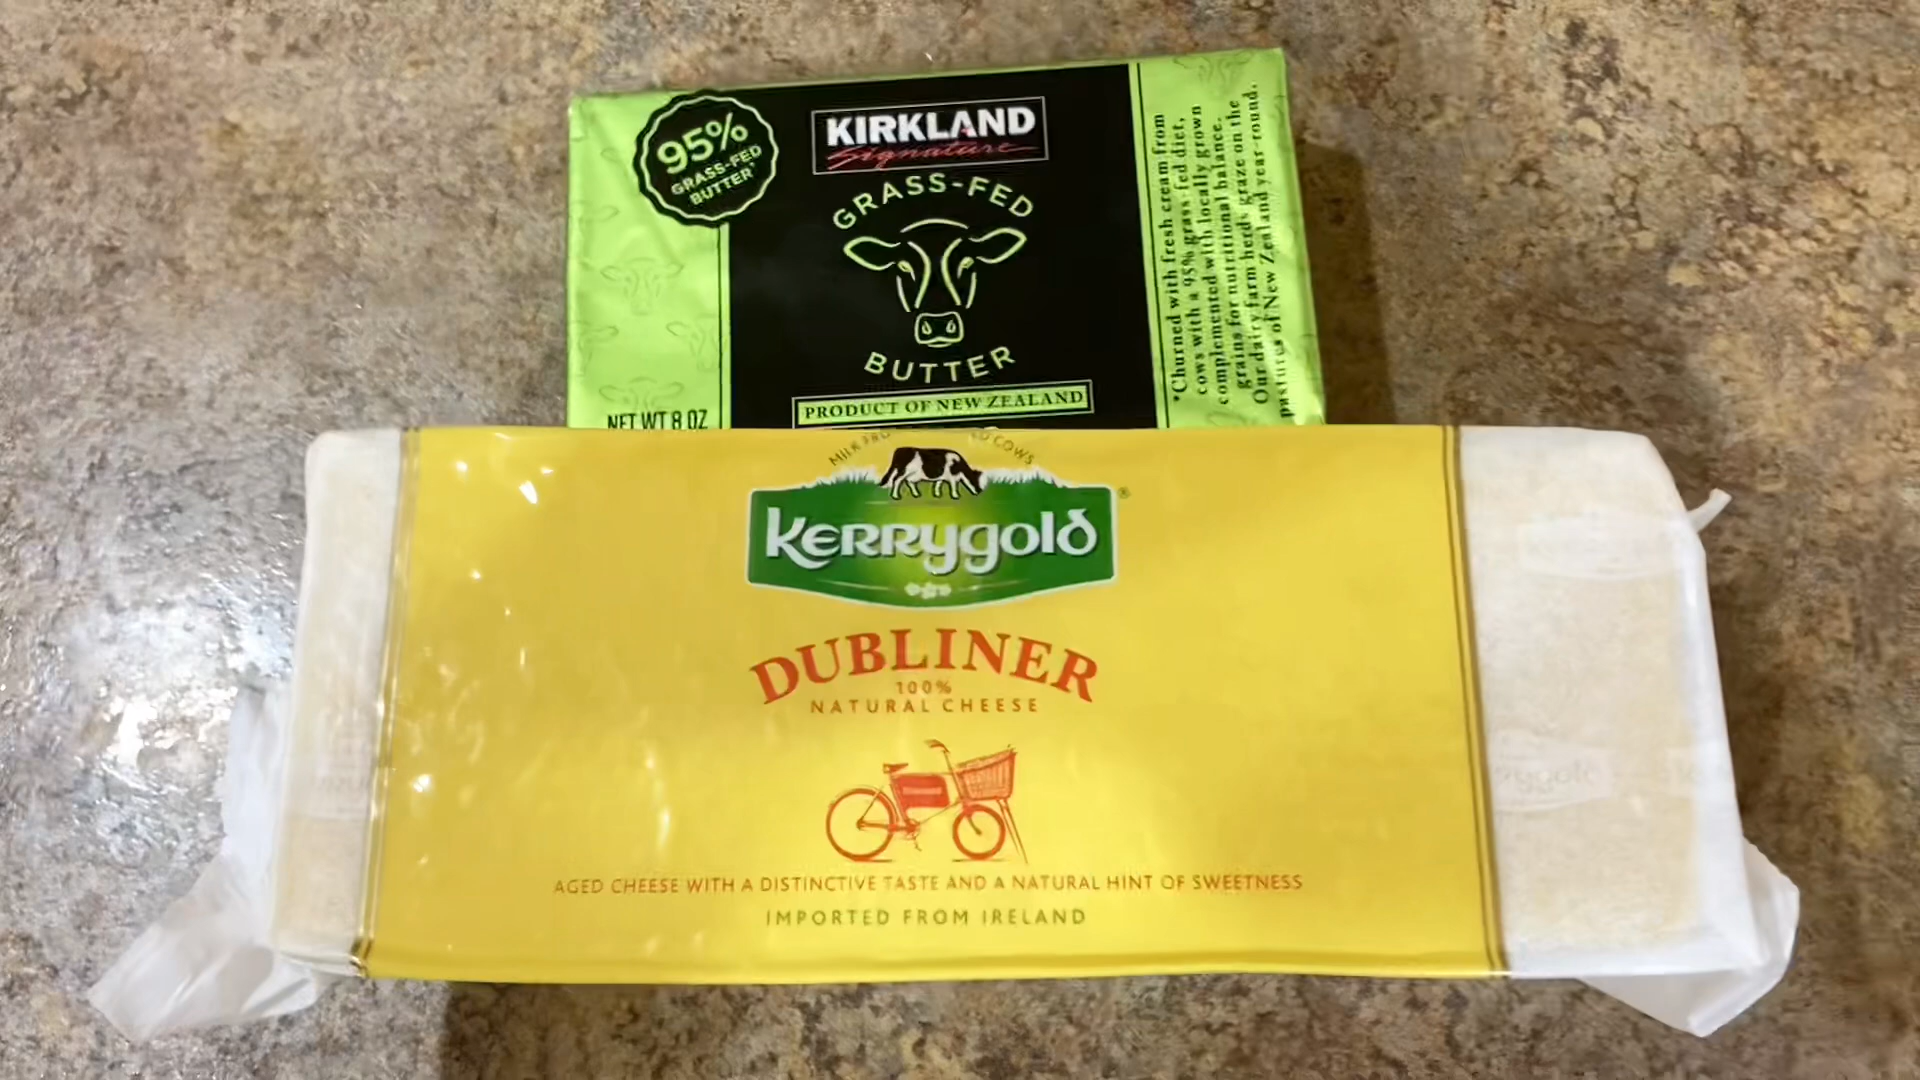 95%
GRASS-FED
BUTTER*
KIRKLAND
Signature
GRASS-FED
BUTTER
PRODUCT OF NEW ZEALAND
NET WT 8 OZ
*Churned with fresh cream from
cows with a 95% grass-fed diet,
complemented with locally grown
grains for nutritional balance.
Our dairy farm herds graze on the
pastures of New Zealand year-round.
MILK COWS
Kerrygold
DUBLINER
100%
NATURAL CHEESE
AGED CHEESE WITH A DISTINCTIVE TASTE AND A NATURAL HINT OF SWEETNESS
IMPORTED FROM IRELAND